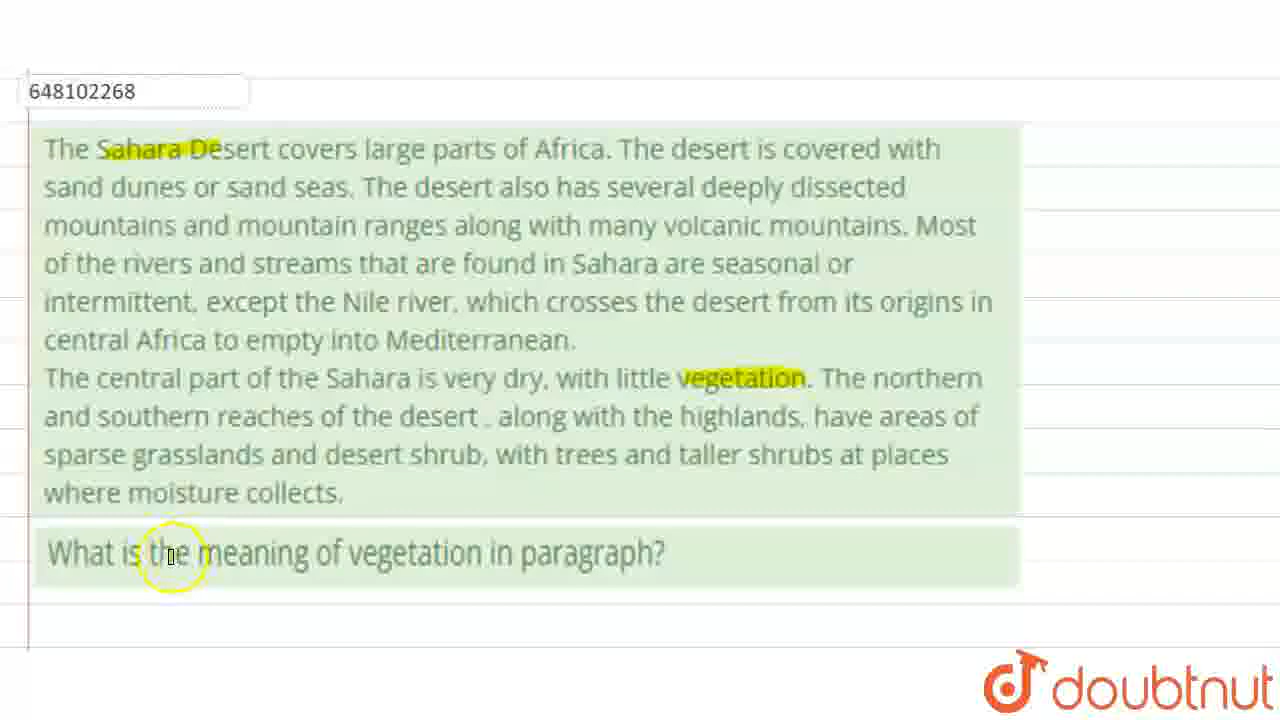 648102268
The Sahara Desert covers large parts of Africa. The desert is covered with
sand dunes or sand seas. The desert also has several deeply dissected
mountains and mountain ranges along with many volcanic mountains. Most
of the rivers and streams that are found in Sahara are seasonal or
intermittent, except the Nile river, which crosses the desert from its origins in
central Africa to empty into Mediterranean.
The central part of the Sahara is very dry, with little vegetation. The northern
and southern reaches of the desert , along with the highlands, have areas of
sparse grasslands and desert shrub, with trees and taller shrubs at places
where moisture collects.
What is the meaning of vegetation in paragraph?
doubtnut